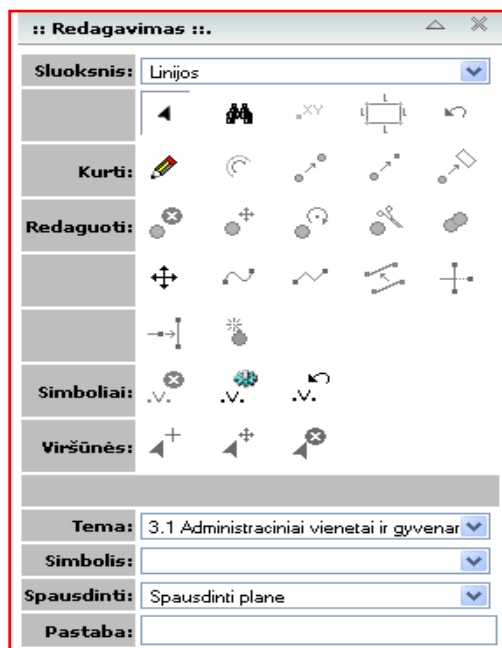 :: Redagavimas ::.
Sluoksnis: Linijos
XY
L L L L
Kurti:
Redaguoti:
Simboliai: .V. .V. .V.
Viršūnės:
Tema: 3.1 Administraciniai vienetai ir gyvenar
Simbolis:
Spausdinti: Spausdinti plane
Pastaba: